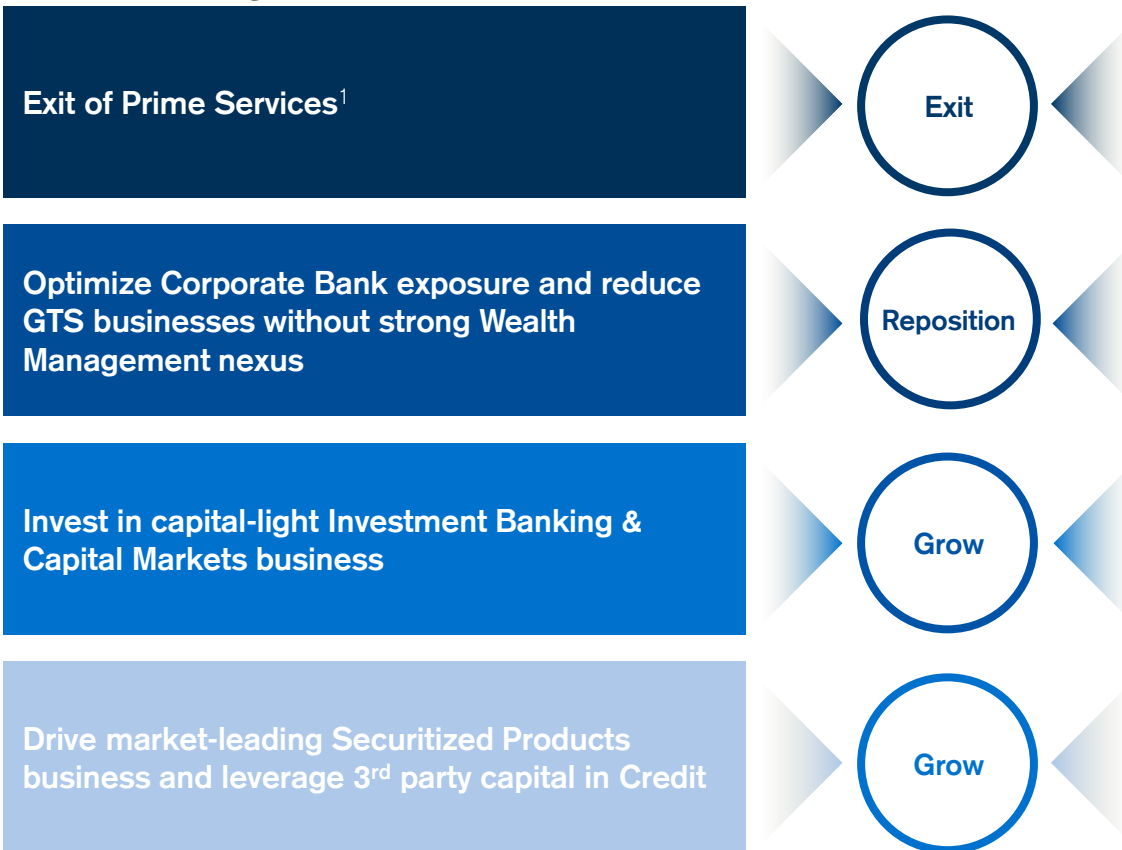 Exit of Prime Services1
Exit
Optimize Corporate Bank exposure and reduce
GTS businesses without strong Wealth
Management nexus
Reposition
Invest in capital-light Investment Banking &
Capital Markets business
Grow
Drive market-leading Securitized Products
business and leverage 3rd party capital in Credit
Grow